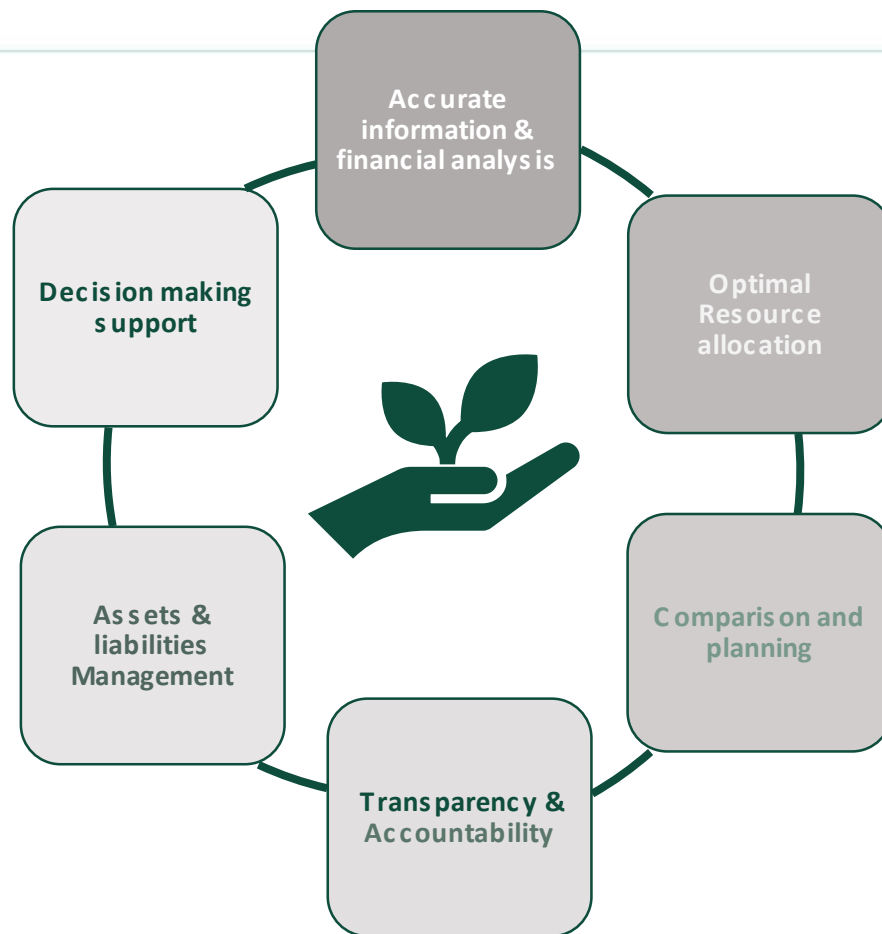 Accurate
information &
financial analysis
Optimal
Resource
allocation
Comparison and
planning
Transparency &
Accountability
Assets &
liabilities
Management
Decision making
support